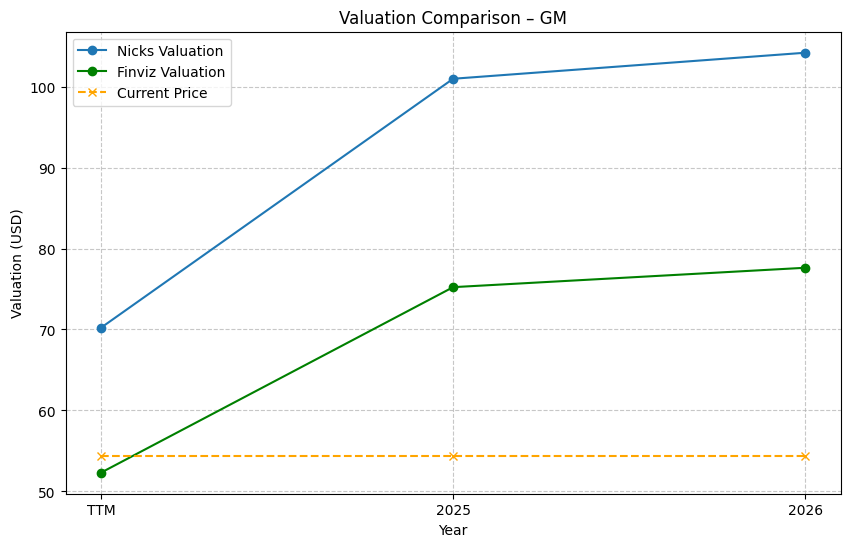 Valuation Comparison – GM
Nicks Valuation
Finviz Valuation
Current Price
Valuation (USD)
100
90
80
70
60
50
TTM
2025
2026
Year